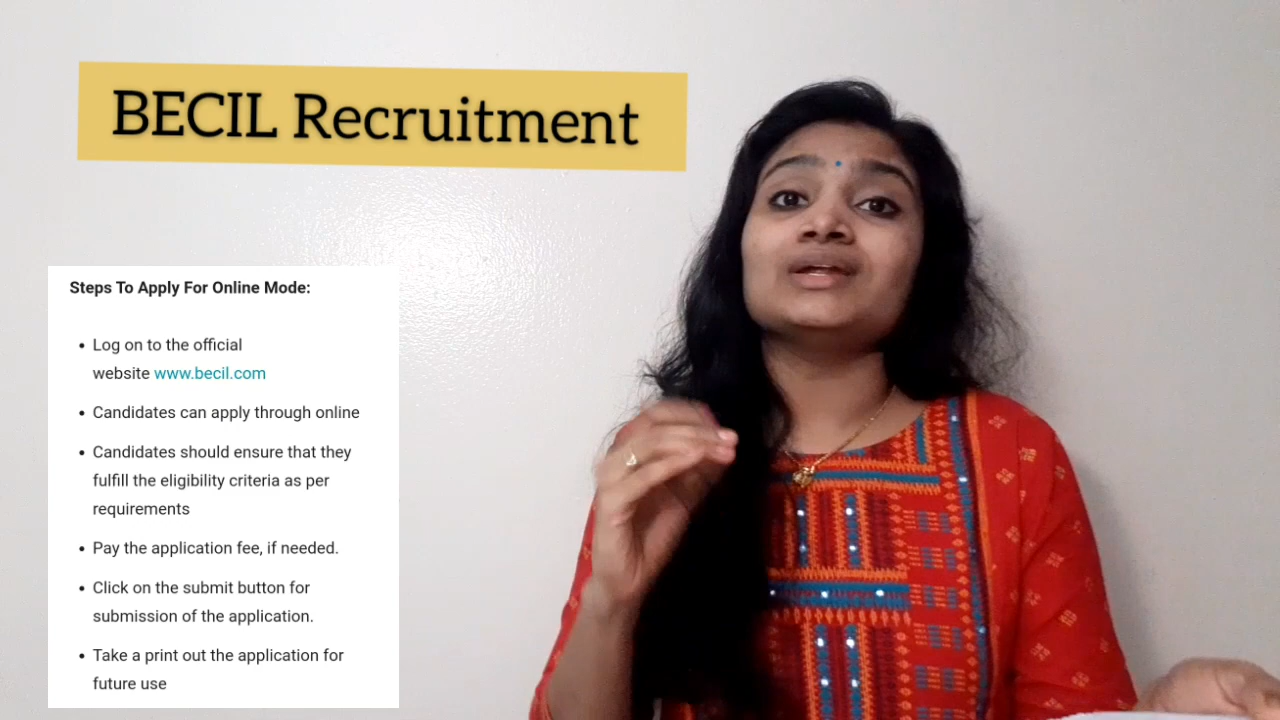 BECIL Recruitment
Steps To Apply For Online Mode:
• Log on to the official
website www.becil.com
• Candidates can apply through online
• Candidates should ensure that they
fulfill the eligibility criteria as per
requirements
• Pay the application fee, if needed.
• Click on the submit button for
submission of the application.
• Take a print out the application for
future use